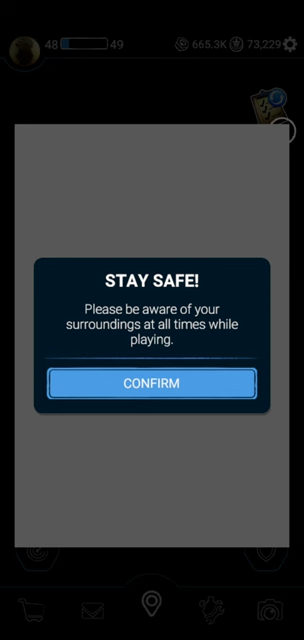 48 49 665.3K 73,229
STAY SAFE!
Please be aware of your
surroundings at all times while
playing.
CONFIRM